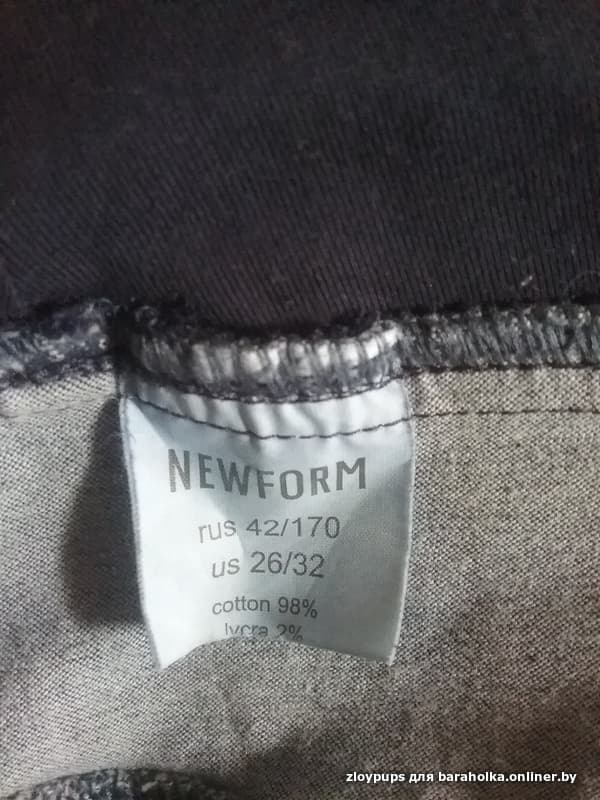 NEWFORM
rus 42/170
us 26/32
cotton 98%
lycra 2%
zloypups для baraholka.onliner.by